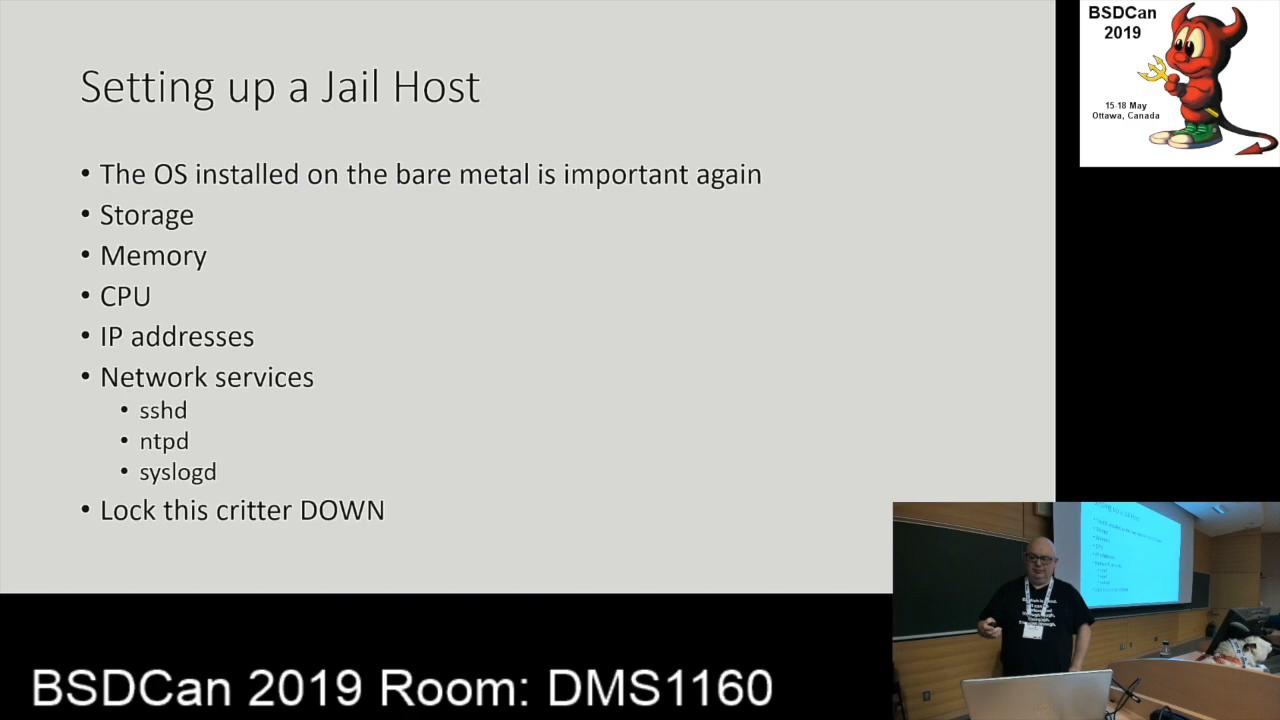 Setting up a Jail Host
• The OS installed on the bare metal is important again
• Storage
• Memory
• CPU
• IP addresses
• Network services
• sshd
• ntpd
• syslogd
• Lock this critter DOWN
BSDCan
2019
15-18 May
Ottawa, Canada
BSDCan 2019 Room: DMS1160